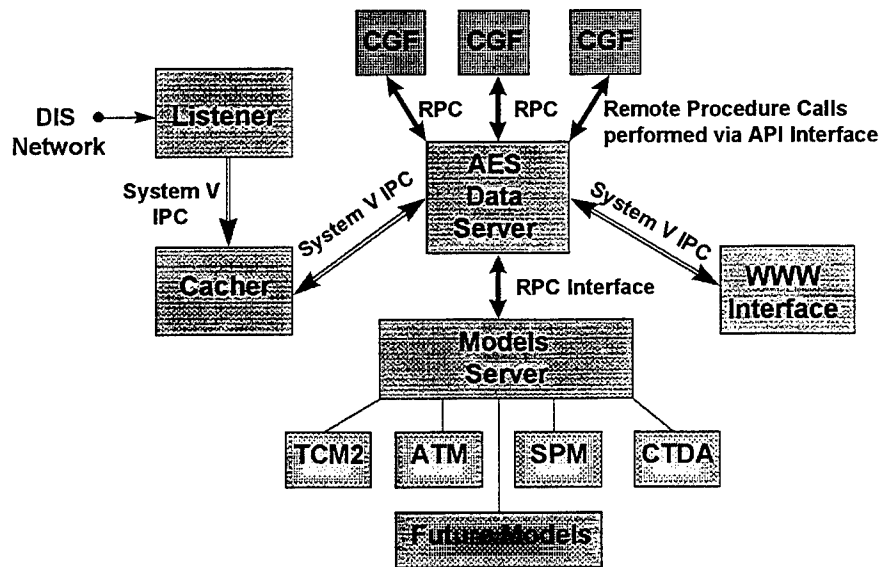 CGF
CGF
CGF
RPC
RPC
Remote Procedure Calls
performed via API Interface
Listener
DIS
Network
System V
IPC
AES
Data
Server
System V IPC
System V IPC
Cacher
WWW
Interface
RPC Interface
Models
Server
TCM2
ATM
SPM
CTDA
Future Models